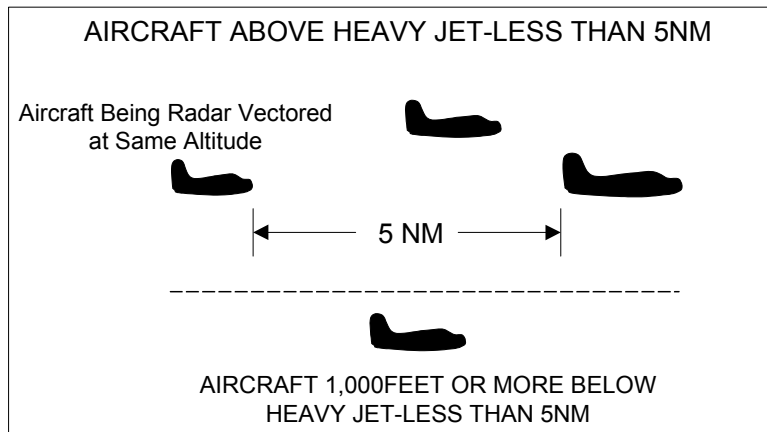 AIRCRAFT ABOVE HEAVY JET-LESS THAN 5NM
Aircraft Being Radar Vectored
at Same Altitude
5 NM
AIRCRAFT 1,000FEET OR MORE BELOW
HEAVY JET-LESS THAN 5NM